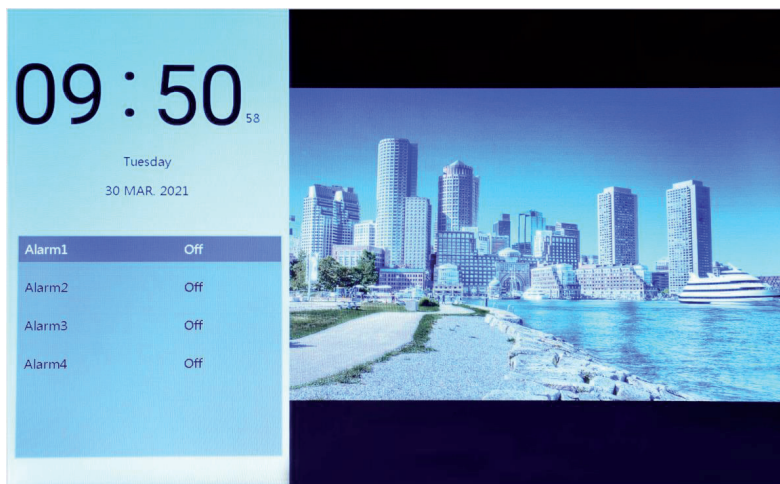 09 : 50 58
Tuesday
30 MAR. 2021
Alarm1 Off
Alarm2 Off
Alarm3 Off
Alarm4 Off